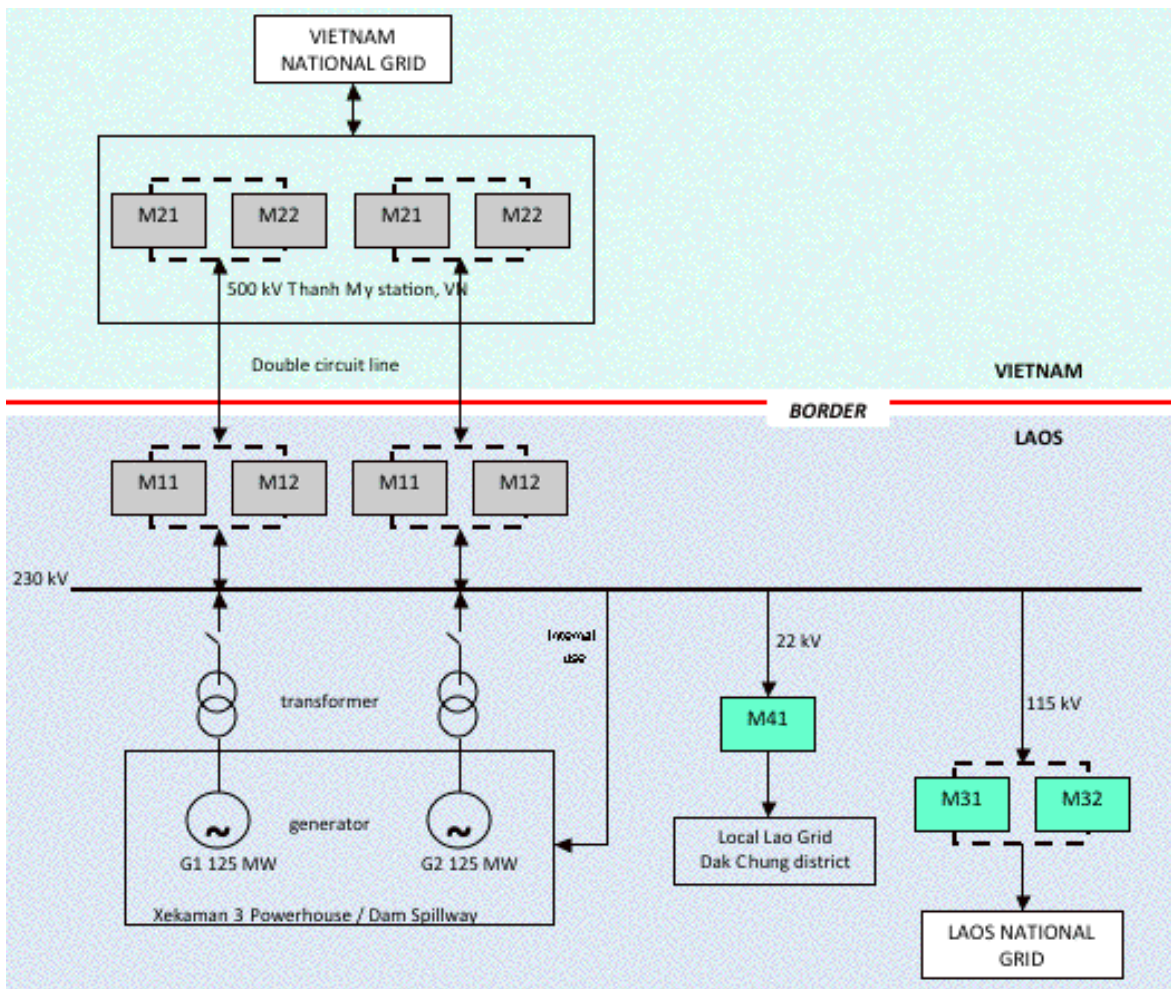 VIETNAM
NATIONAL GRID
M21
M22
M21
M22
500 kV Thanh My station, VN
Double circuit line
VIETNAM
BORDER
LAOS
M11
M12
M11
M12
230 kV
Internal
use
22 kV
transformer
M41
115 kV
M31
M32
generator
G1 125 MW
G2 125 MW
Local Lao Grid
Dak Chung district
Xekaman 3 Powerhouse / Dam Spillway
LAOS NATIONAL
GRID